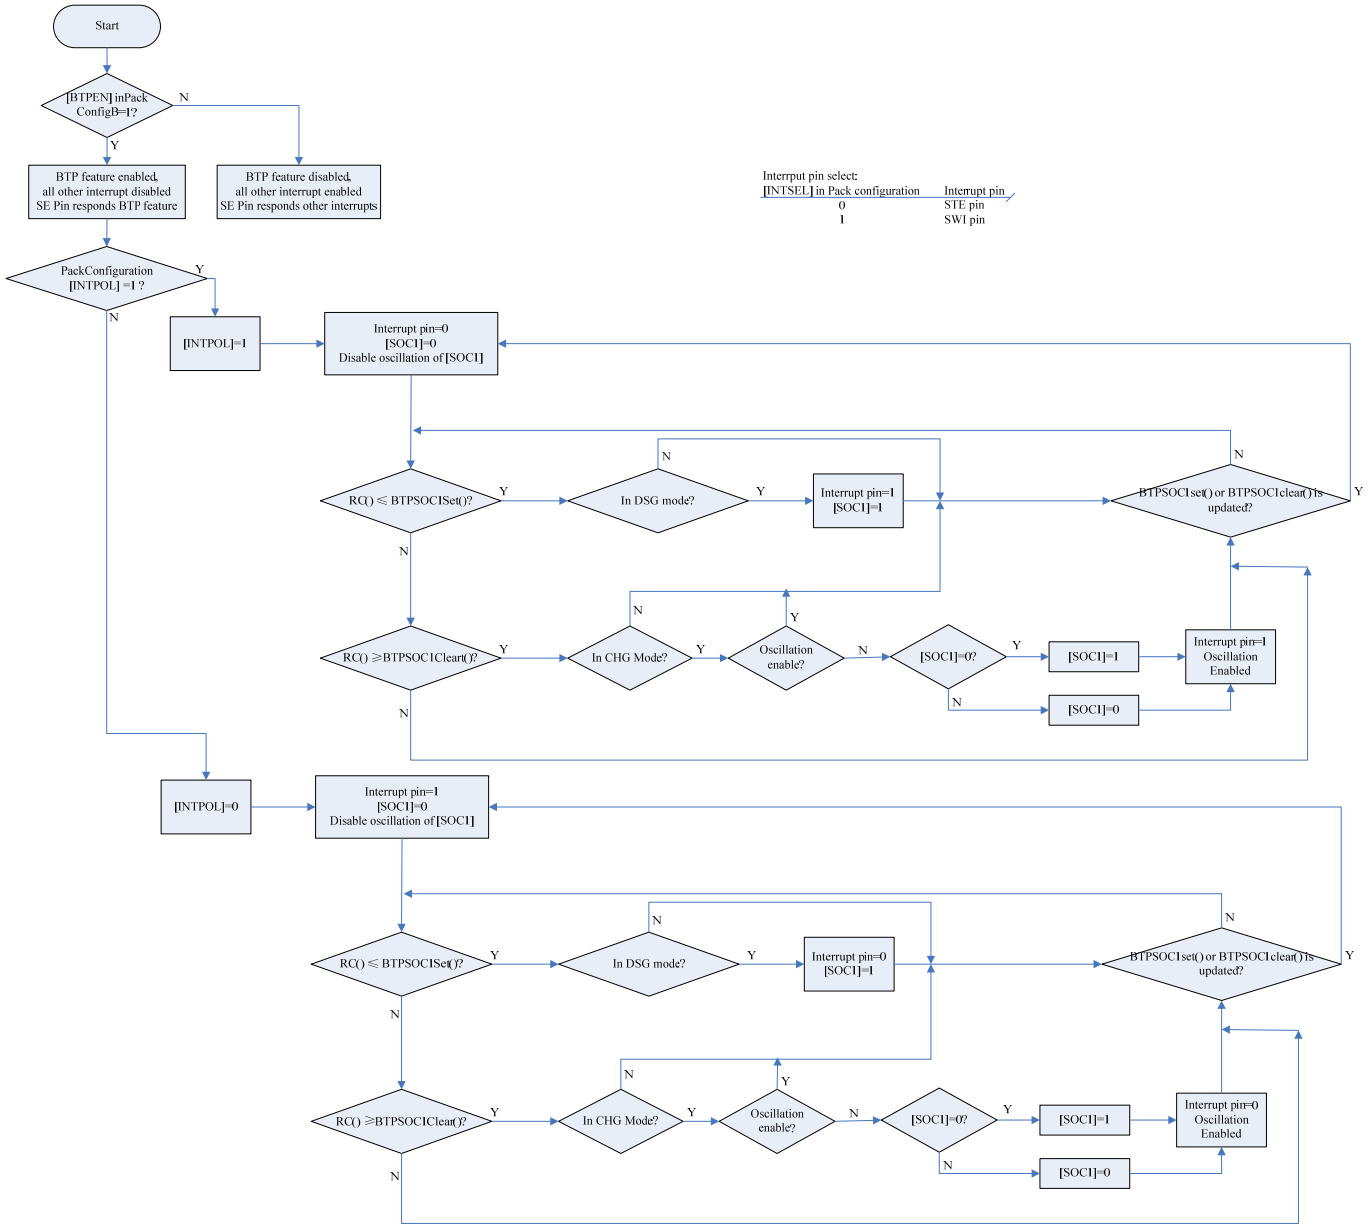 Start
[BTPEN] inPack
ConfigB=1?
N
Y
BTP feature enabled,
all other interrupt disabled
SE Pin responds BTP feature
BTP feature disabled,
all other interrupt enabled
SE Pin responds other interrupts
Interrput pin select:
[INTSEL] in Pack configuration Interrupt pin
0 STE pin
1 SWI pin
PackConfiguration
[INTPOL] =1 ?
Y
N
[INTPOL]=1
Interrupt pin=0
[SOC1]=0
Disable oscillation of [SOC1]
RC() ≤ BTPSOC1Set()?
Y
N
In DSG mode?
N
Y
Interrupt pin=1
[SOC1]=1
BTPSOC1set() or BTPSOC1clear() is
updated?
N
Y
RC() ≥BTPSOC1Cleart()?
Y
N
In CHG Mode?
N
Y
Oscillation
enable?
Y
N
[SOC1]=0?
Y
N
[SOC1]=1
[SOC1]=0
Interrupt pin=1
Oscillation
Enabled
[INTPOL]=0
Interrupt pin=1
[SOC1]=0
Disable oscillation of [SOC1]
RC() ≤ BTPSOC1Set()?
Y
N
In DSG mode?
N
Y
Interrupt pin=0
[SOC1]=1
BTPSOC1set() or BTPSOC1clear() is
updated?
N
Y
RC() ≥BTPSOC1Clear()?
Y
N
In CHG Mode?
N
Y
Oscillation
enable?
Y
N
[SOC1]=0?
Y
N
[SOC1]=1
[SOC1]=0
Interrupt pin=0
Oscillation
Enabled